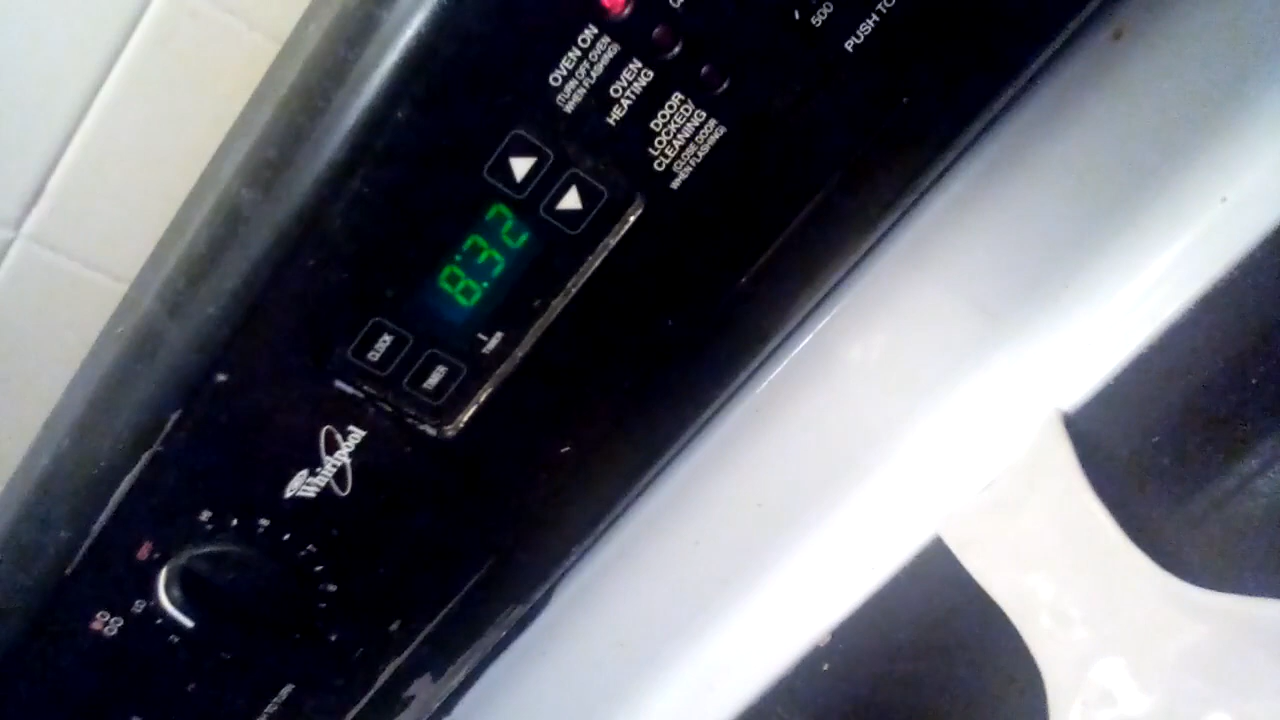 OVEN ON
(TURN OFF OVEN
WHEN FLASHING)
OVEN
HEATING
DOOR
LOCKED/
CLEANING
(CLOSE DOOR
WHEN FLASHING)
500
PUSH TO
8:32
CLOCK
TIMER
TIMER
Whirlpool